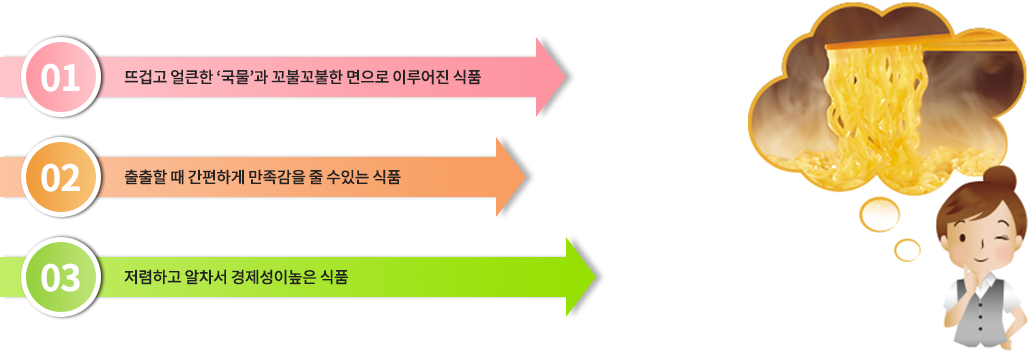 01
뜨겁고 얼큰한 ‘국물’과 꼬불꼬불한 면으로 이루어진 식품
02
출출할 때 간편하게 만족감을 줄 수있는 식품
03
저렴하고 알차서 경제성이높은 식품